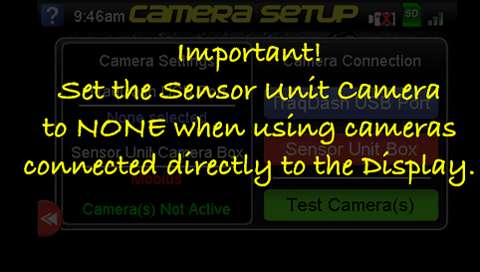 ? 9:46am CAMERA SETUP SD
Important!
Camera Settings Camera Connection
Set the Sensor Unit Camera
TraqDash USB Port
None selected
to NONE when using cameras
Sensor Unit Camera Box Sensor Unit Box
connected directly to the Display.
Mobius
Camera(s) Not Active Test Camera(s)